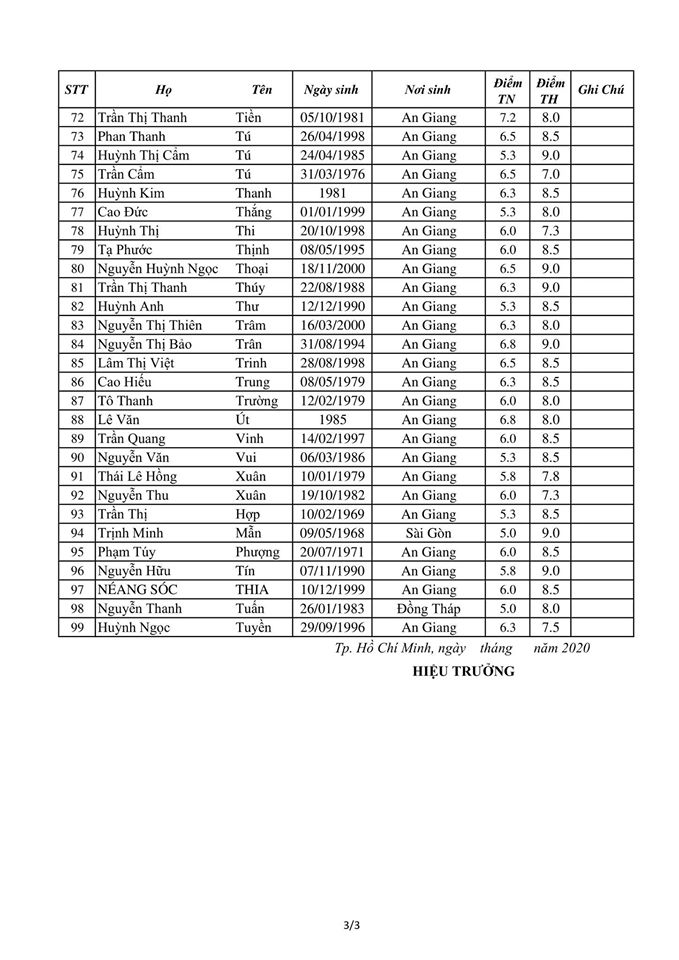 STT Họ Tên Ngày sinh Nơi sinh Điểm TN Điểm TH Ghi Chú
72 Trần Thị Thanh Tiền 05/10/1981 An Giang 7.2 8.0
73 Phan Thanh Tú 26/04/1998 An Giang 6.5 8.5
74 Huỳnh Thị Cẩm Tú 24/04/1985 An Giang 5.3 9.0
75 Trần Cẩm Tú 31/03/1976 An Giang 6.5 7.0
76 Huỳnh Kim Thanh 1981 An Giang 6.3 8.5
77 Cao Đức Thắng 01/01/1999 An Giang 5.3 8.0
78 Huỳnh Thị Thi 20/10/1998 An Giang 6.0 7.3
79 Tạ Phước Thịnh 08/05/1995 An Giang 6.0 8.5
80 Nguyễn Huỳnh Ngọc Thoại 18/11/2000 An Giang 6.5 9.0
81 Trần Thị Thanh Thúy 22/08/1988 An Giang 6.3 9.0
82 Huỳnh Anh Thư 12/12/1990 An Giang 5.3 8.5
83 Nguyễn Thị Thiên Trâm 16/03/2000 An Giang 6.3 8.0
84 Nguyễn Thị Bảo Trân 31/08/1994 An Giang 6.8 9.0
85 Lâm Thị Việt Trinh 28/08/1998 An Giang 6.5 8.5
86 Cao Hiếu Trung 08/05/1979 An Giang 6.3 8.5
87 Tô Thanh Trường 12/02/1979 An Giang 6.0 8.0
88 Lê Văn Út 1985 An Giang 6.8 8.0
89 Trần Quang Vinh 14/02/1997 An Giang 6.0 8.5
90 Nguyễn Văn Vui 06/03/1986 An Giang 5.3 8.5
91 Thái Lê Hồng Xuân 10/01/1979 An Giang 5.8 7.8
92 Nguyễn Thu Xuân 19/10/1982 An Giang 6.0 7.3
93 Trần Thị Hợp 10/02/1969 An Giang 5.3 8.5
94 Trịnh Minh Mẫn 09/05/1968 Sài Gòn 5.0 9.0
95 Phạm Túy Phượng 20/07/1971 An Giang 6.0 8.5
96 Nguyễn Hữu Tín 07/11/1990 An Giang 5.8 9.0
97 NÉANG SÓC THIA 10/12/1999 An Giang 6.0 8.5
98 Nguyễn Thanh Tuấn 26/01/1983 Đồng Tháp 5.0 8.0
99 Huỳnh Ngọc Tuyền 29/09/1996 An Giang 6.3 7.5
Tp. Hồ Chí Minh, ngày tháng năm 2020
HIỆU TRƯỞNG
3/3